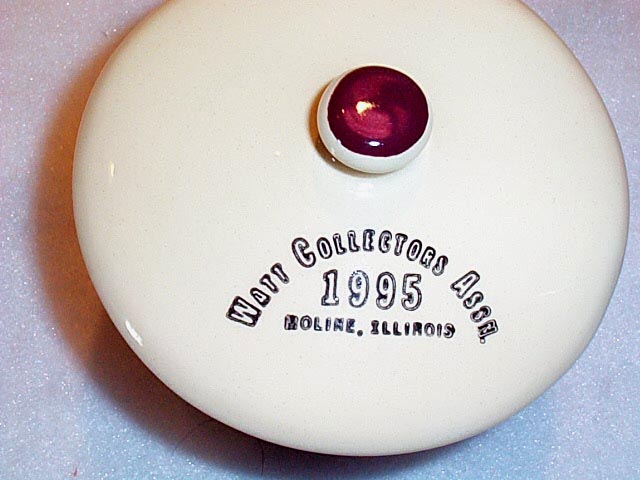 Watt Collectors Assn.
1995
Moline, Illinois